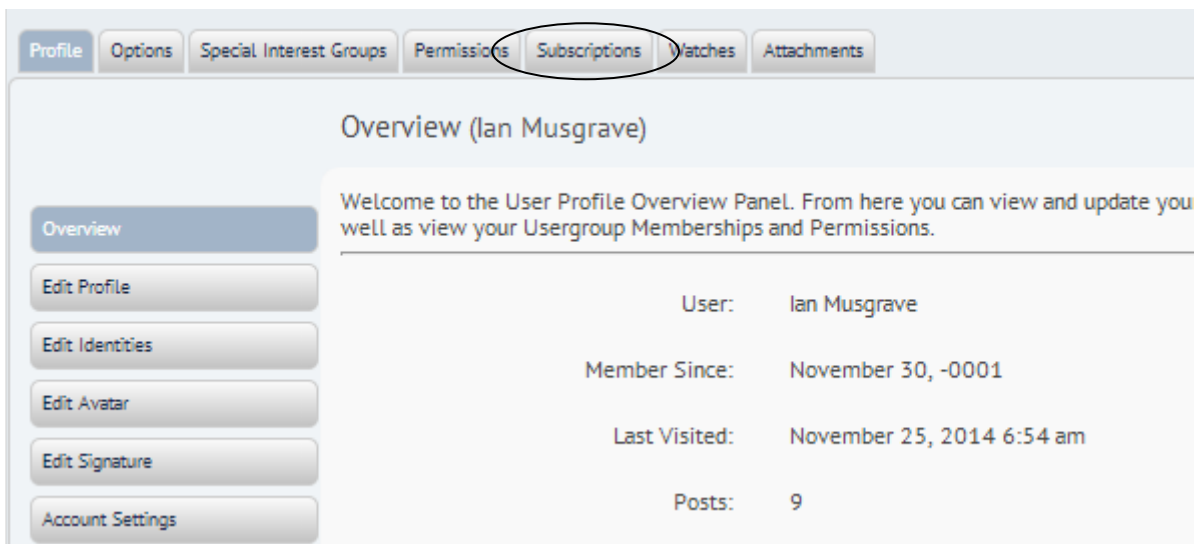 Profile Options Special Interest Groups Permissions Subscriptions Watches Attachments
Overview (Ian Musgrave)
Welcome to the User Profile Overview Panel. From here you can view and update your
well as view your Usergroup Memberships and Permissions.
Overview
Edit Profile
Edit Identities
Edit Avatar
Edit Signature
Account Settings
User: Ian Musgrave
Member Since: November 30, -0001
Last Visited: November 25, 2014 6:54 am
Posts: 9